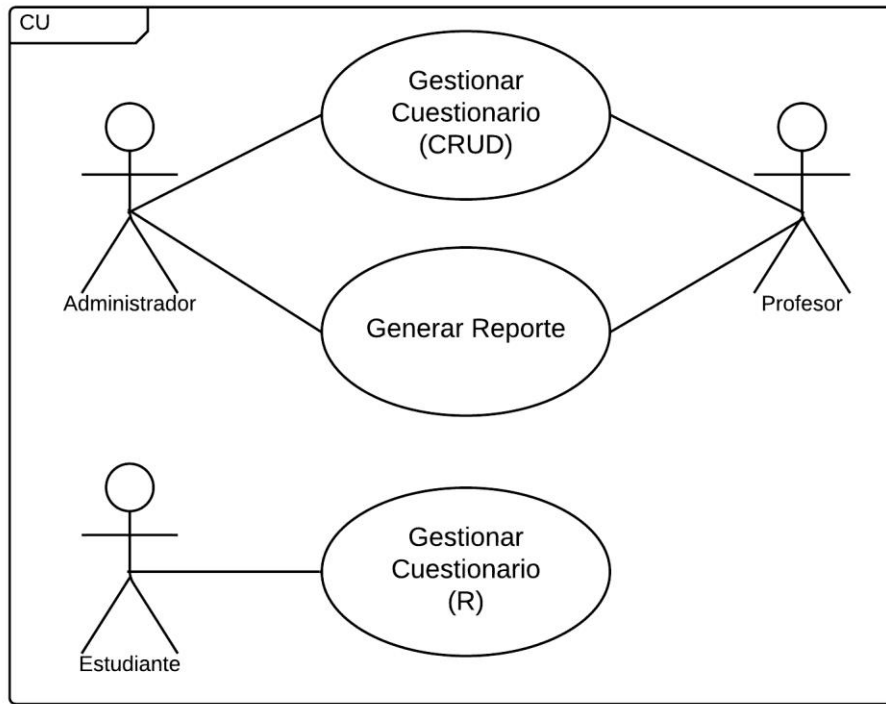 CU
Gestionar
Cuestionario
(CRUD)
Administrador
Profesor
Generar Reporte
Gestionar
Cuestionario
(R)
Estudiante